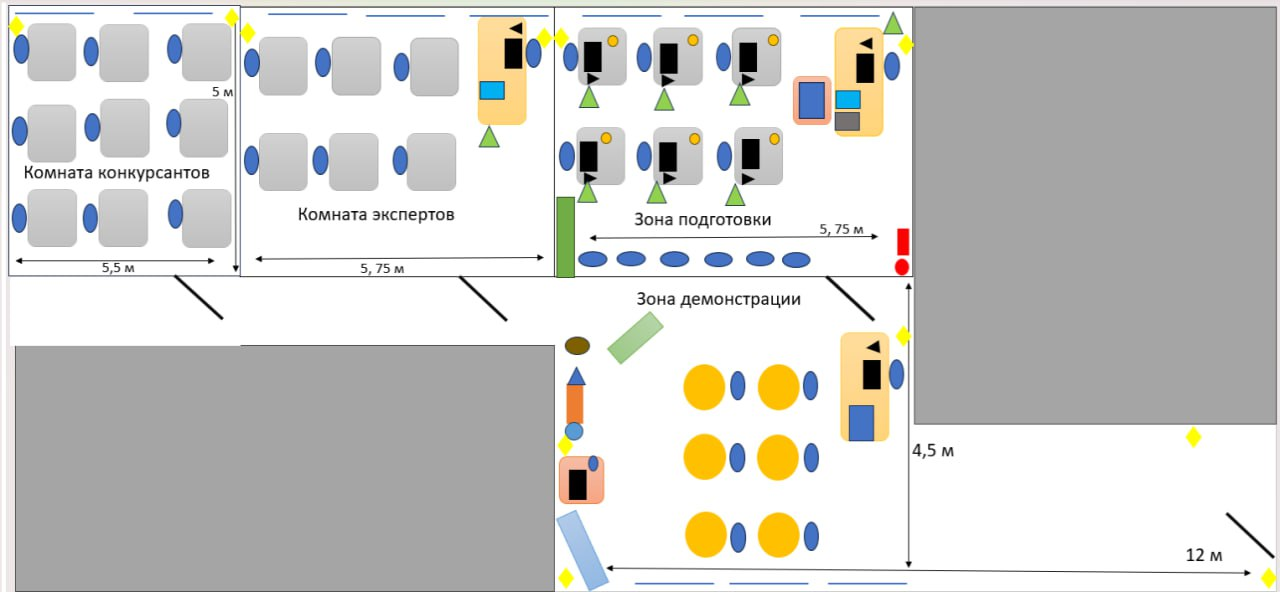 5 м
Комната конкурсантов
5,5 м
Комната экспертов
5, 75 м
Зона подготовки
5, 75 м
Зона демонстрации
4,5 м
12 м